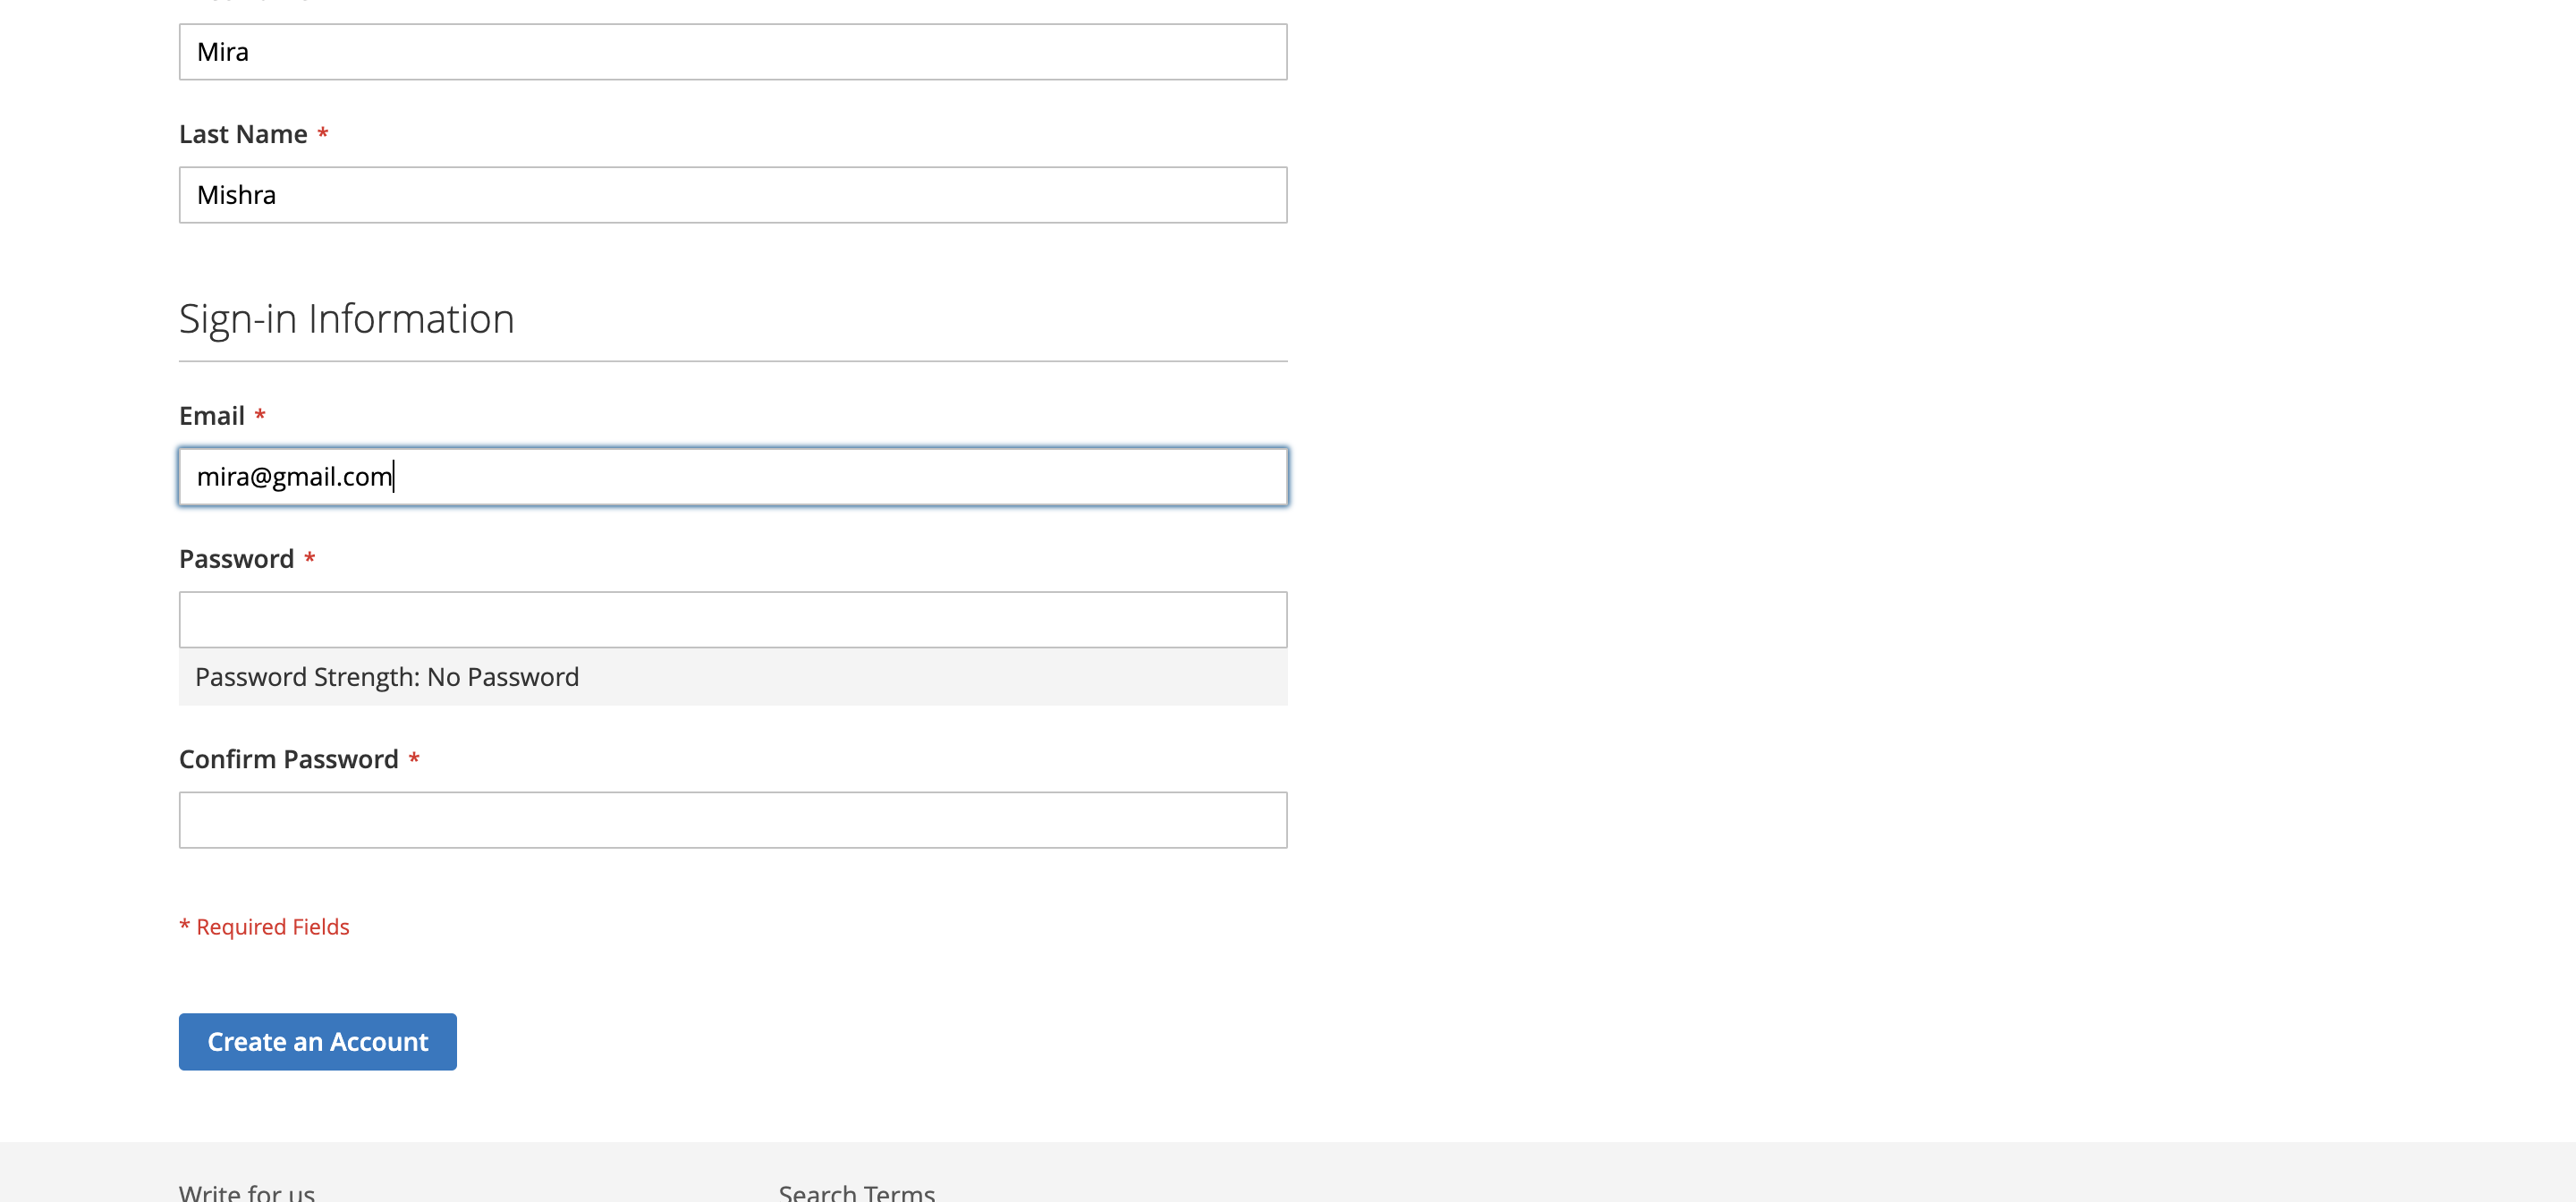 Mira
Last Name *
Mishra
Sign-in Information
Email *
mira@gmail.com
Password *
Password Strength: No Password
Confirm Password *
* Required Fields
Create an Account
Write for us
Search Terms